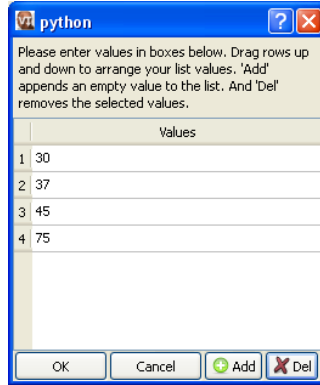 python
Please enter values in boxes below. Drag rows up
and down to arrange your list values. 'Add'
appends an empty value to the list. And 'Del'
removes the selected values.
Values
1 30
2 37
3 45
4 75
OK Cancel Add Del